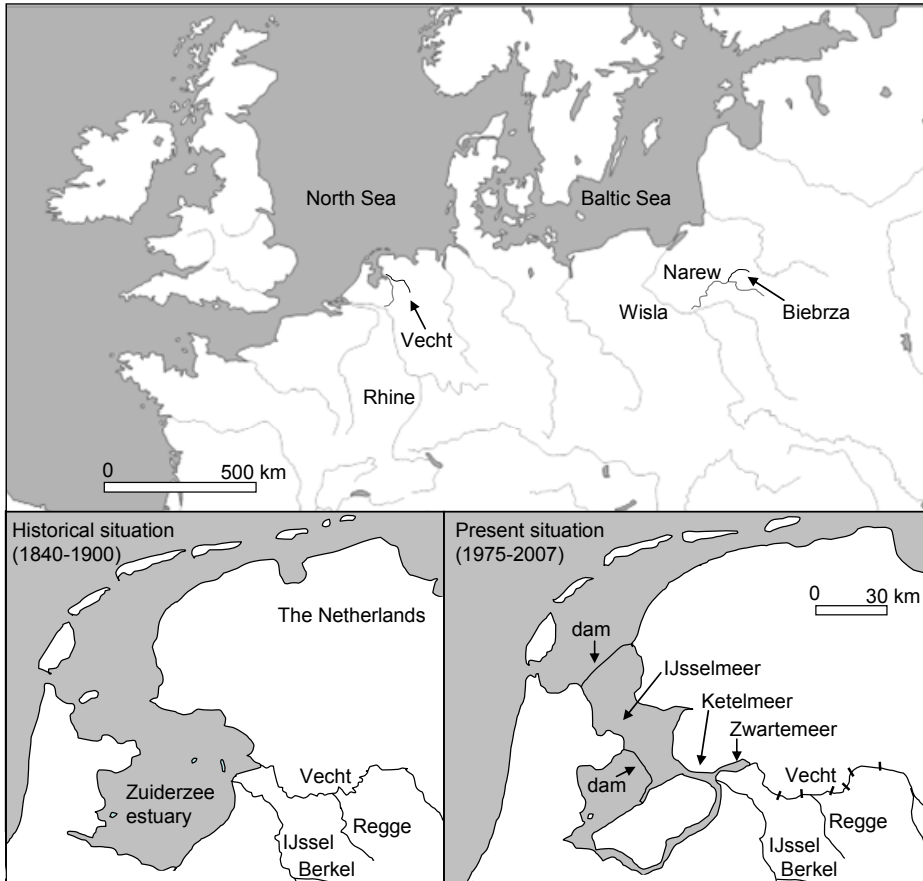 North Sea
Baltic Sea
Narew
Wisla
Biebrza
Vecht
Rhine
0 500 km
Historical situation
(1840-1900)
The Netherlands
Zuiderzee
estuary
Vecht
Regge
IJssel
Berkel
Present situation
(1975-2007)
0 30 km
dam
IJsselmeer
Ketelmeer
Zwartemeer
dam
Vecht
Regge
IJssel
Berkel